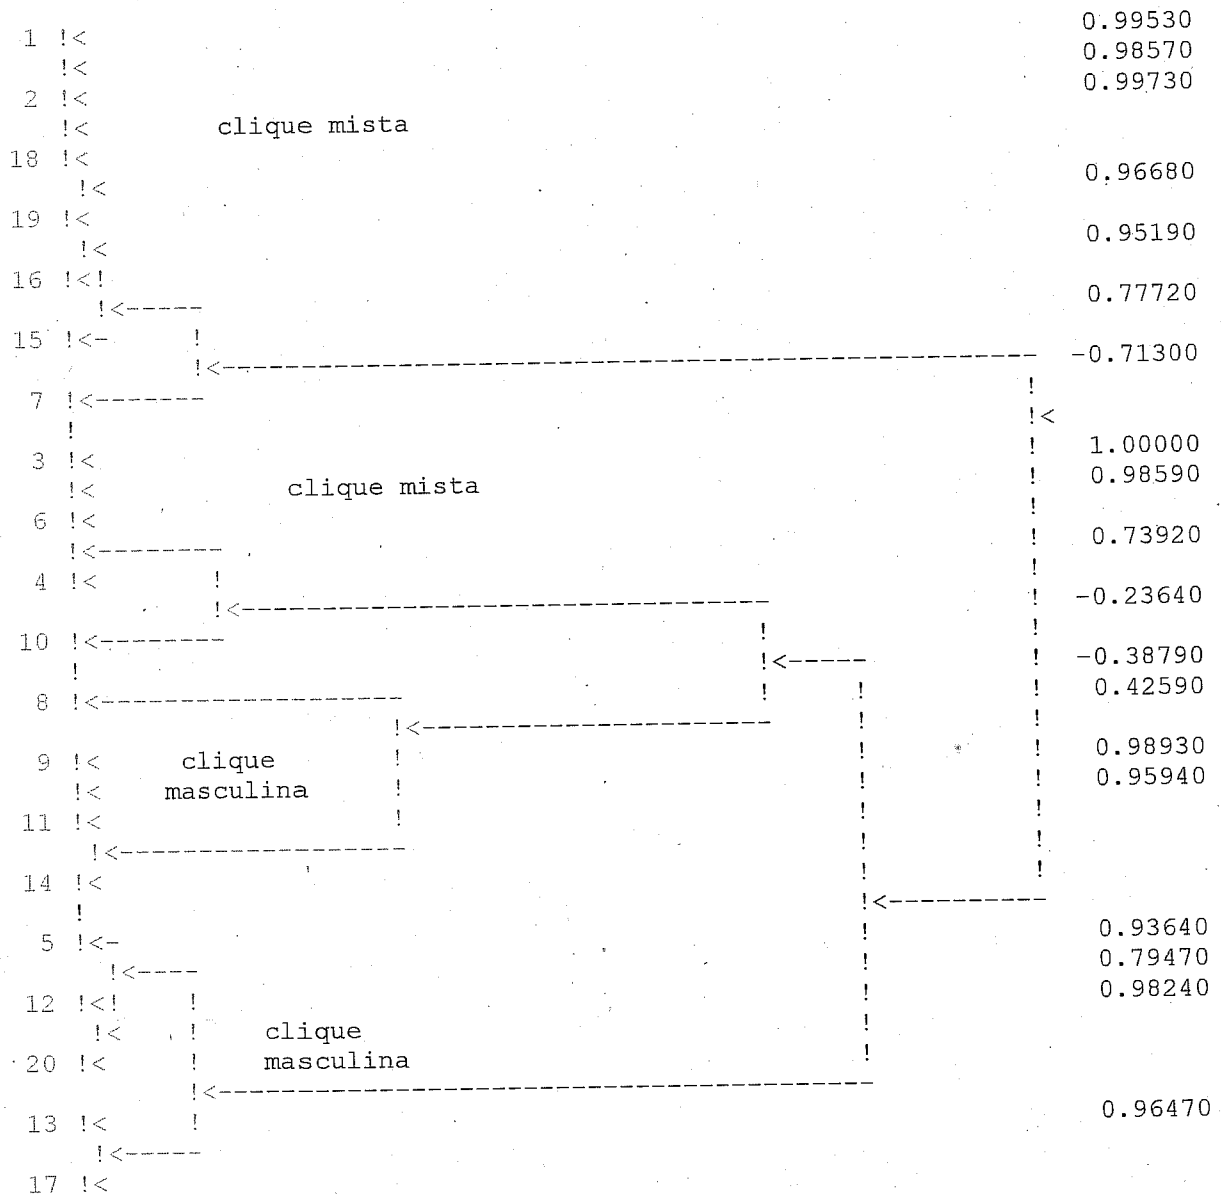 0.99530
1 !<
!< 0.98570
2 !< 0.99730
!< clique mista
18 !<
!< 0.96680
19 !<
!< 0.95190
16 !<!
!<----- 0.77720
15 !<- !
!<----------------------------------------------- -0.71300
7 !<------- !
! !<
3 !< ! 1.00000
!< clique mista ! 0.98590
6 !< !
!<-------- ! 0.73920
4 !< ! !
!<------------------------------ ! -0.23640
10 !<-------- ! !
! !<----- ! -0.38790
8 !<------------------ ! ! ! 0.42590
!<--------------------- ! !
9 !< clique ! ! ! 0.98930
!< masculina ! ! ! 0.95940
11 !< ! ! !
!<----------------- ! !
14 !< ! !
! !<----------
5 !<- ! 0.93640
!<---- ! 0.79470
12 !<! ! ! 0.98240
!< ! clique !
20 !< ! masculina !
!<--------------------------------------
13 !< ! 0.96470
!<-----
17 !<